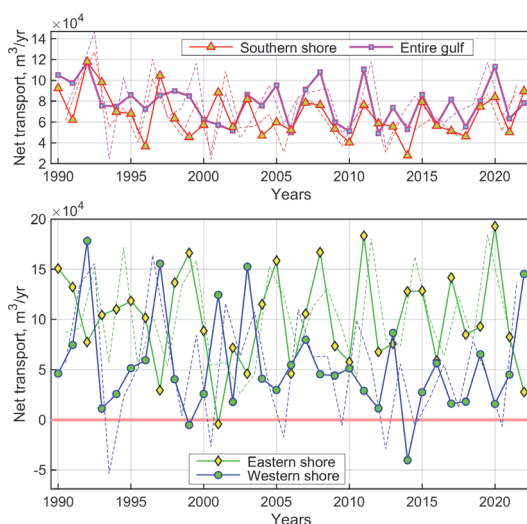 ×10⁴
Net transport, m³/yr
14
12
10
8
6
4
2
Southern shore
Entire gulf
1990 1995 2000 2005 2010 2015 2020
Years
×10⁴
Net transport, m³/yr
20
15
10
5
0
-5
Eastern shore
Western shore
1990 1995 2000 2005 2010 2015 2020
Years